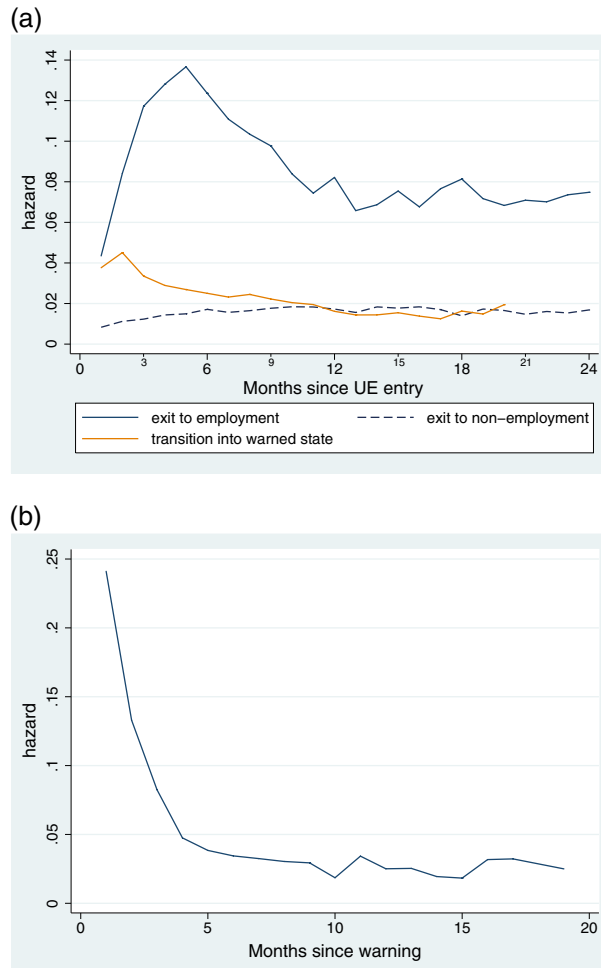 (a)
.14
.12
.1
.08
.06
.04
.02
0
hazard
0 3 6 9 12 15 18 21 24
Months since UE entry
exit to employment exit to non−employment
transition into warned state
(b)
.25
.2
.15
.1
.05
0
hazard
0 5 10 15 20
Months since warning